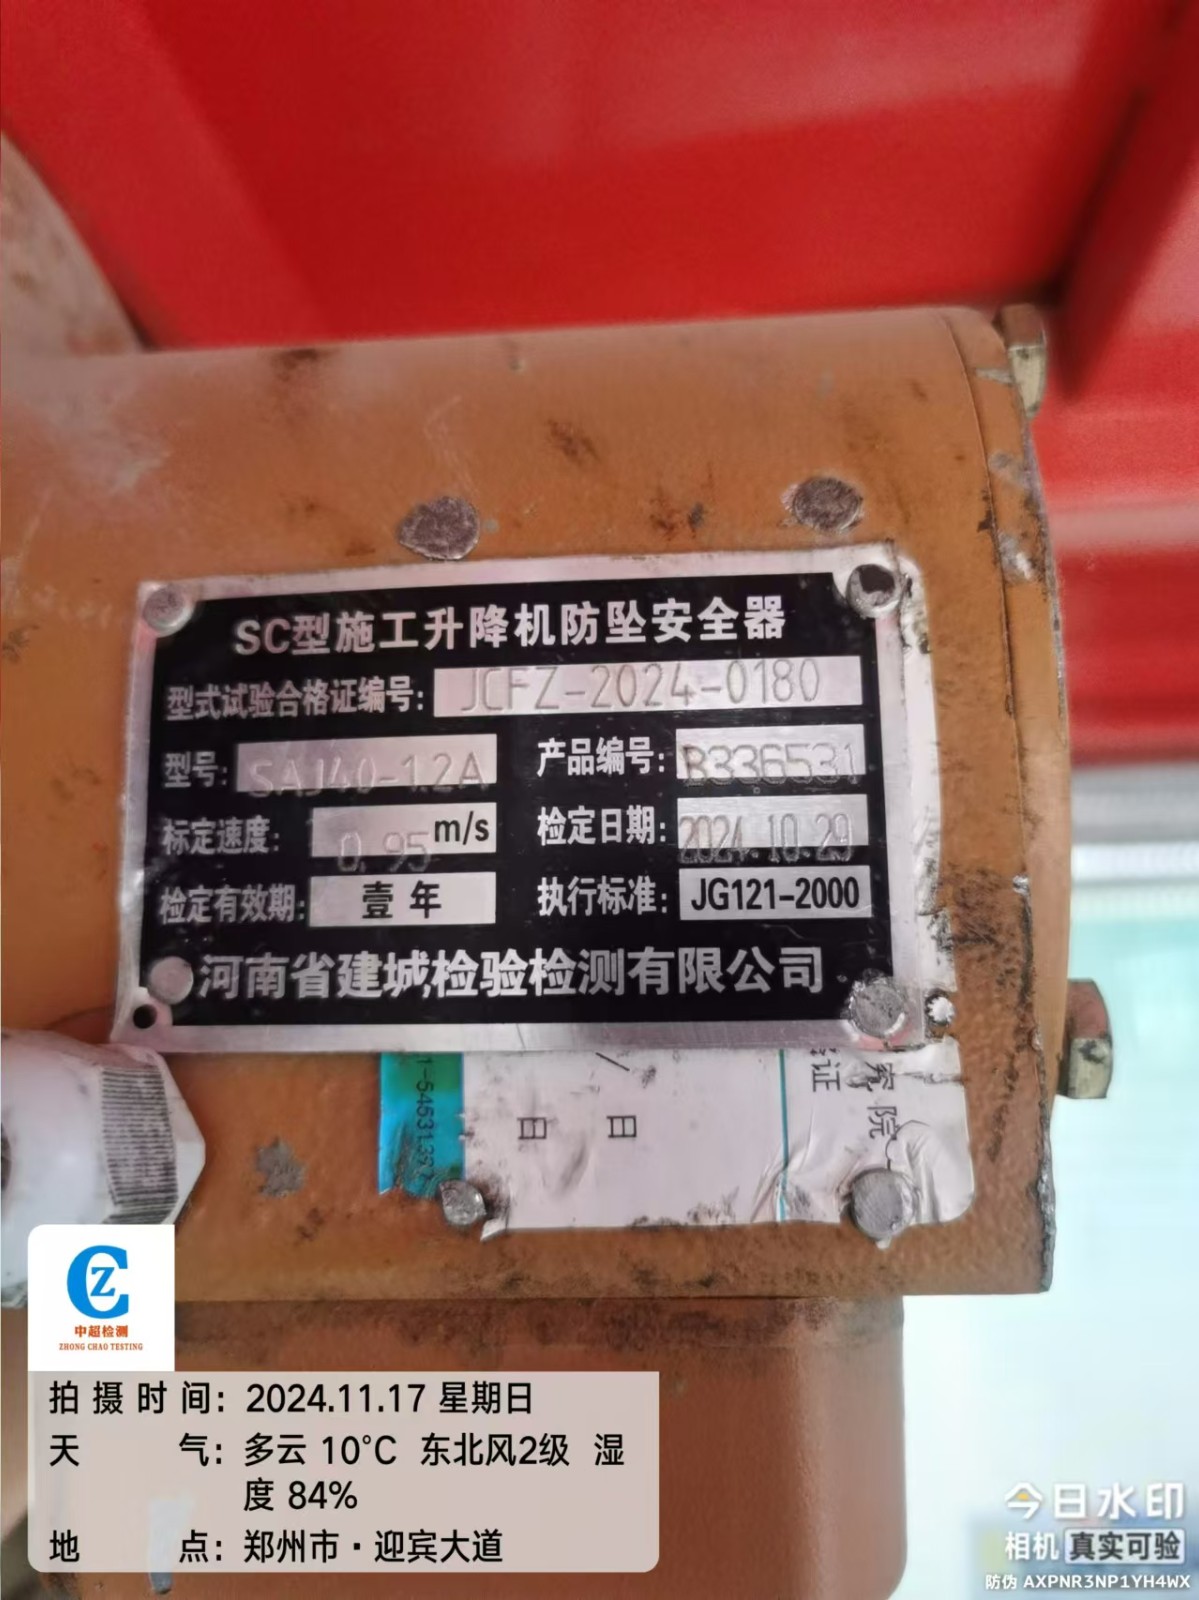 SC型施工升降机防坠安全器
型式试验合格证编号: JCFZ-2024-0180
型号: SAJ40-1.2A 产品编号: B336531
标定速度: 0.95 m/s 检定日期: 2024.10.29
检定有效期: 壹年 执行标准: JG121-2000
河南省建城检验检测有限公司
日
日
究院
证
CZ
中超检测
ZHONG CHAO TESTING
拍摄时间: 2024.11.17 星期日
天气: 多云 10℃ 东北风2级 湿
度 84%
地点: 郑州市·迎宾大道
今日水印
相机 真实可验
防伪 AXPNR3NP1YH4WX